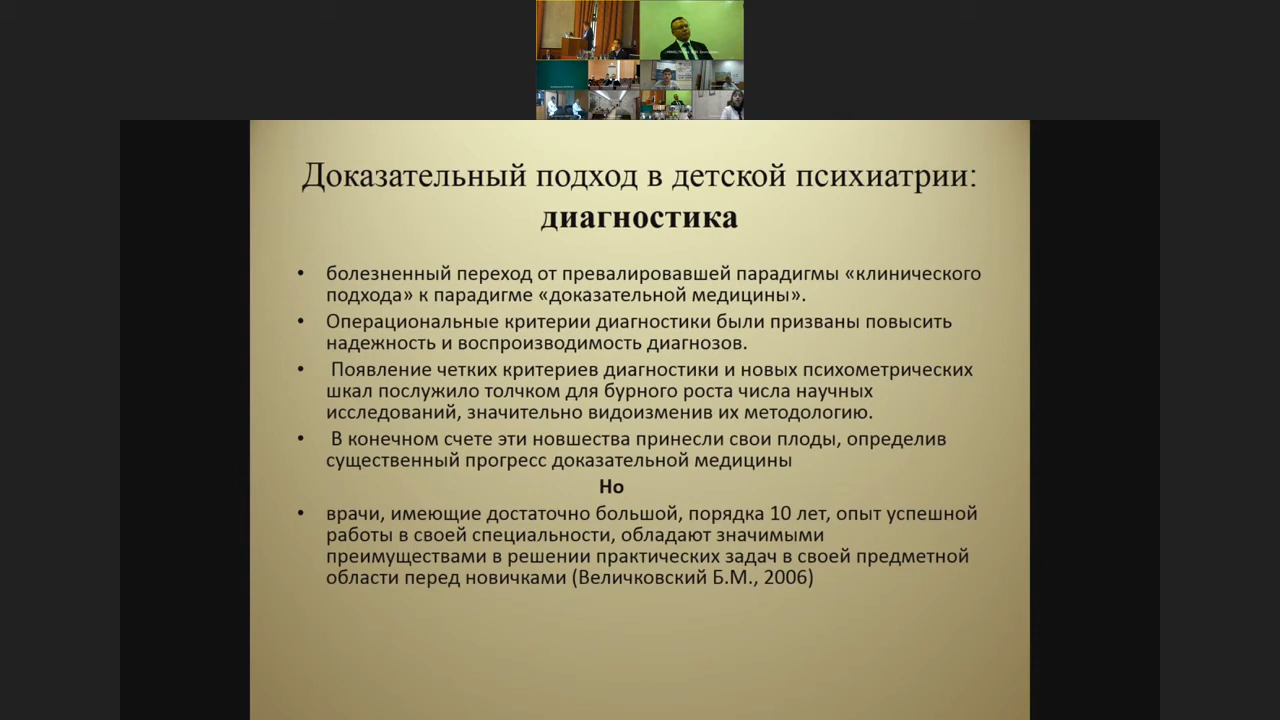 Доказательный подход в детской психиатрии:
диагностика
• болезненный переход от превалировавшей парадигмы «клинического
подхода» к парадигме «доказательной медицины».
• Операциональные критерии диагностики были призваны повысить
надежность и воспроизводимость диагнозов.
• Появление четких критериев диагностики и новых психометрических
шкал послужило толчком для бурного роста числа научных
исследований, значительно видоизменив их методологию.
• В конечном счете эти новшества принесли свои плоды, определив
существенный прогресс доказательной медицины
Но
• врачи, имеющие достаточно большой, порядка 10 лет, опыт успешной
работы в своей специальности, обладают значимыми
преимуществами в решении практических задач в своей предметной
области перед новичками (Величковский Б.М., 2006)